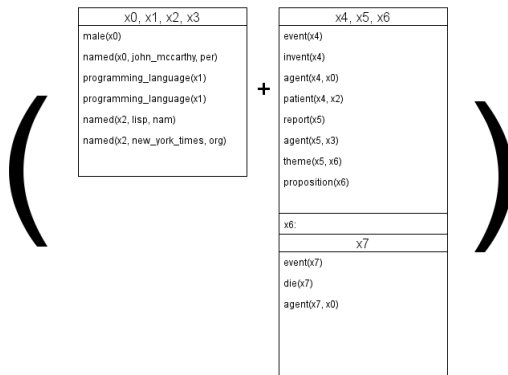 x0, x1, x2, x3
male(x0)
named(x0, john_mccarthy, per)
programming_language(x1)
programming_language(x1)
named(x2, lisp, nam)
named(x2, new_york_times, org)
(
+
x4, x5, x6
event(x4)
invent(x4)
agent(x4, x0)
patient(x4, x2)
report(x5)
agent(x5, x3)
theme(x5, x6)
proposition(x6)
x6:
x7
event(x7)
die(x7)
agent(x7, x0)
)